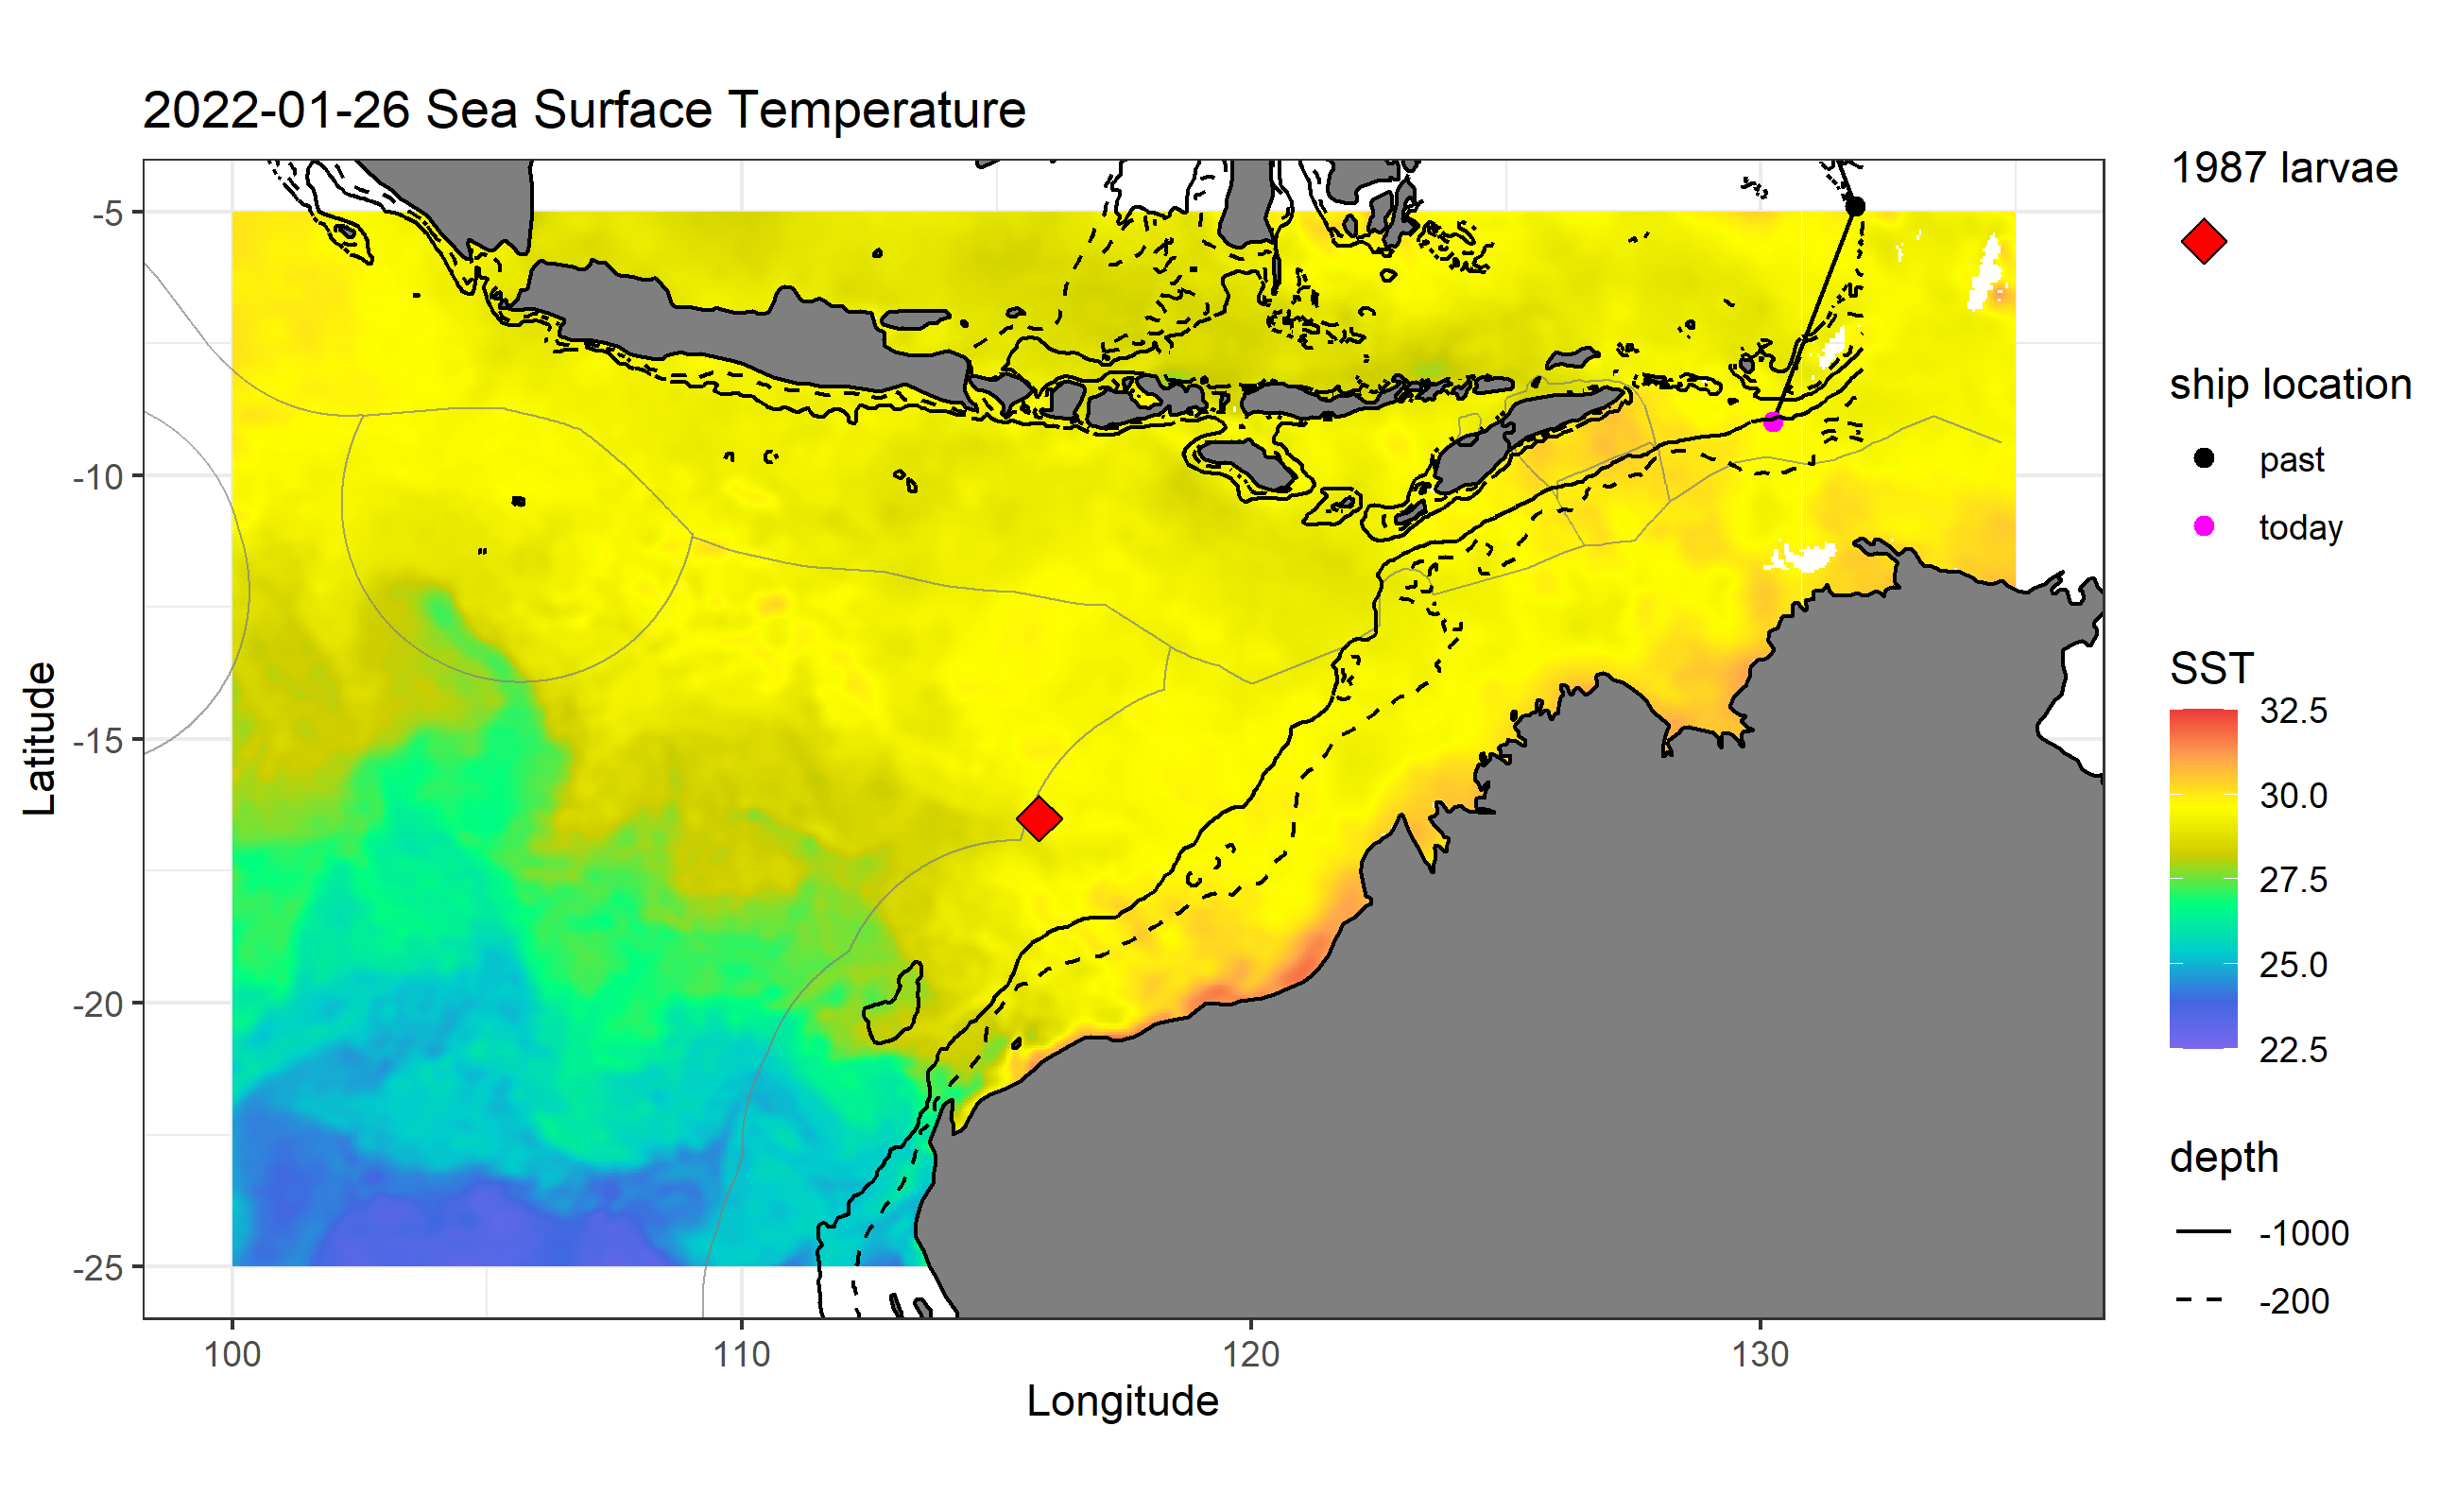 2022-01-26 Sea Surface Temperature
Latitude
-5
-10
-15
-20
-25
100
110
120
130
Longitude
1987 larvae
ship location
past
today
SST
32.5
30.0
27.5
25.0
22.5
depth
-1000
-200